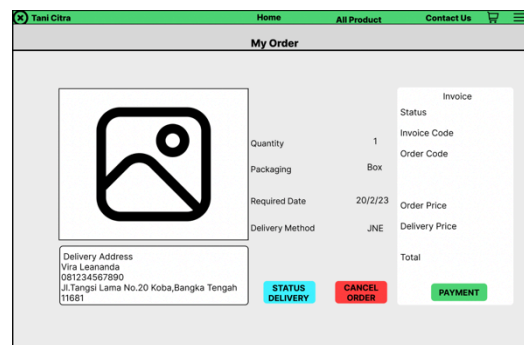 Tani Citra Home All Product Contact Us
My Order
Quantity 1
Packaging Box
Required Date 20/2/23
Delivery Method JNE
Delivery Address
Vira Leananda
081234567890
Jl.Tangsi Lama No.20 Koba,Bangka Tengah
11681
STATUS
DELIVERY
CANCEL
ORDER
Invoice
Status
Invoice Code
Order Code
Order Price
Delivery Price
Total
PAYMENT